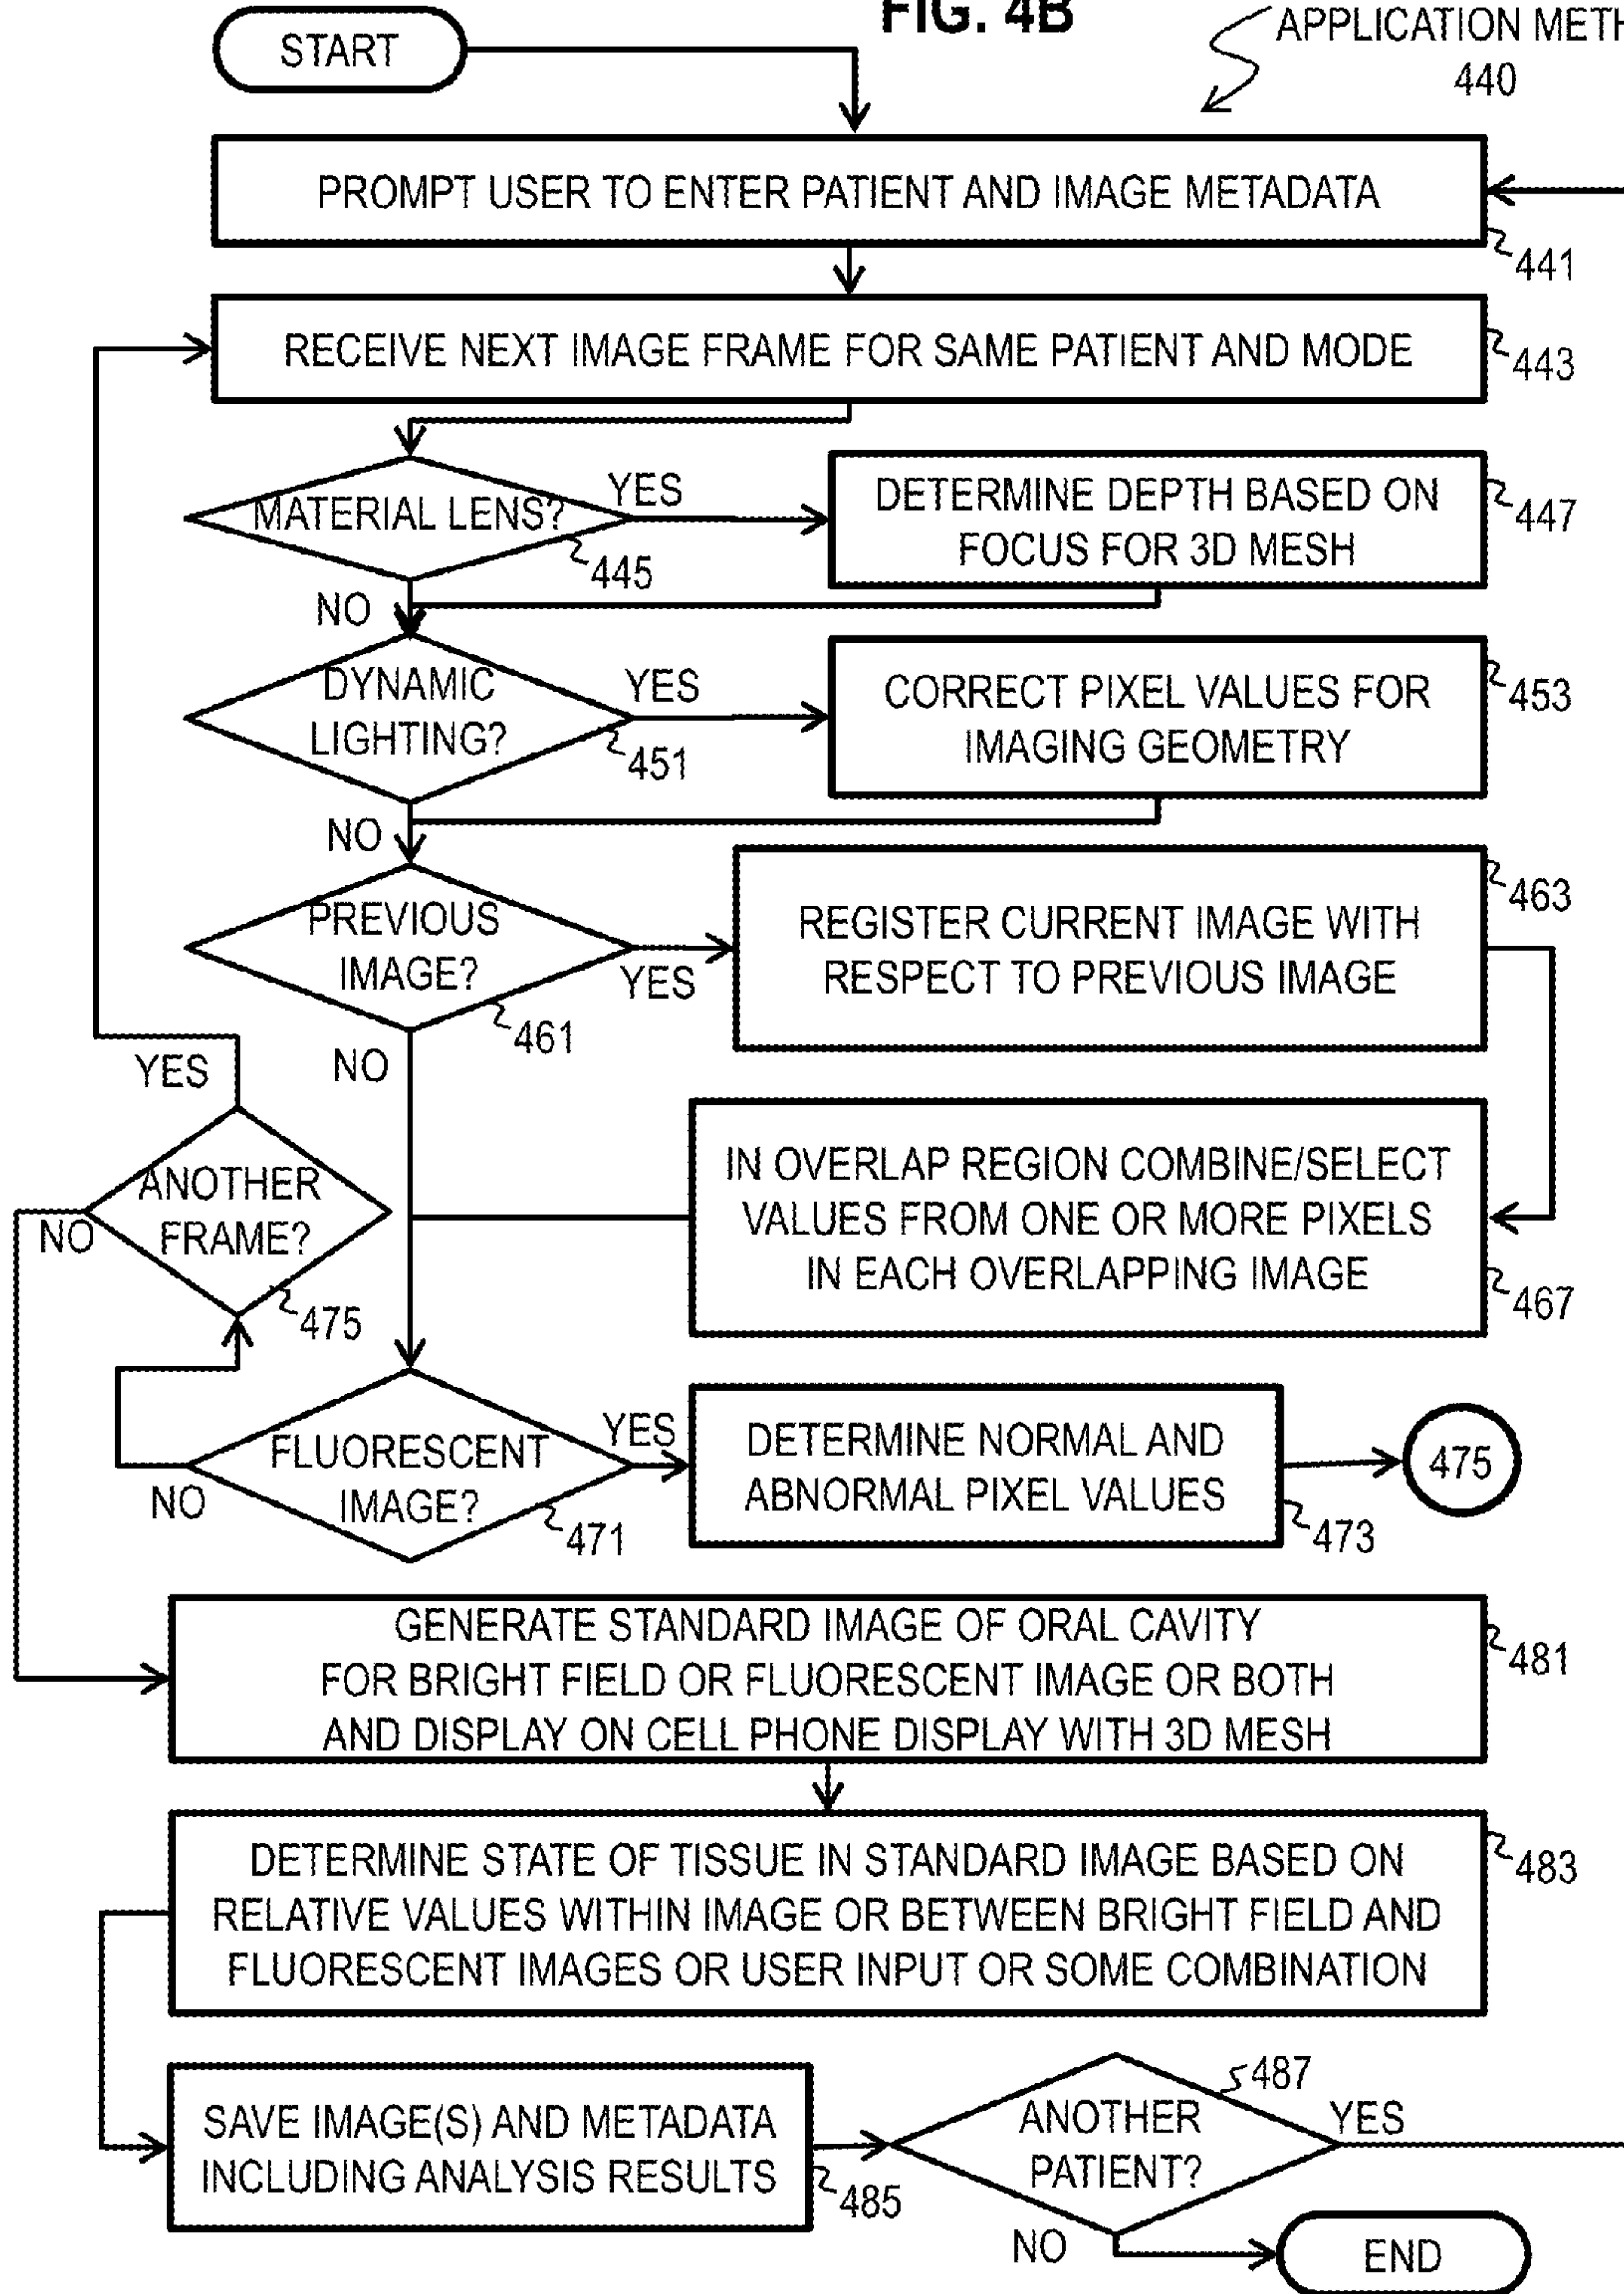 FIG. 4B
APPLICATION METH
440
START
PROMPT USER TO ENTER PATIENT AND IMAGE METADATA
441
RECEIVE NEXT IMAGE FRAME FOR SAME PATIENT AND MODE
443
MATERIAL LENS?
445
YES
NO
DETERMINE DEPTH BASED ON
FOCUS FOR 3D MESH
447
DYNAMIC
LIGHTING?
451
YES
NO
CORRECT PIXEL VALUES FOR
IMAGING GEOMETRY
453
PREVIOUS
IMAGE?
461
YES
NO
REGISTER CURRENT IMAGE WITH
RESPECT TO PREVIOUS IMAGE
463
IN OVERLAP REGION COMBINE/SELECT
VALUES FROM ONE OR MORE PIXELS
IN EACH OVERLAPPING IMAGE
467
YES
ANOTHER
FRAME?
NO
475
FLUORESCENT
IMAGE?
471
YES
NO
DETERMINE NORMAL AND
ABNORMAL PIXEL VALUES
473
475
GENERATE STANDARD IMAGE OF ORAL CAVITY
FOR BRIGHT FIELD OR FLUORESCENT IMAGE OR BOTH
AND DISPLAY ON CELL PHONE DISPLAY WITH 3D MESH
481
DETERMINE STATE OF TISSUE IN STANDARD IMAGE BASED ON
RELATIVE VALUES WITHIN IMAGE OR BETWEEN BRIGHT FIELD AND
FLUORESCENT IMAGES OR USER INPUT OR SOME COMBINATION
483
SAVE IMAGE(S) AND METADATA
INCLUDING ANALYSIS RESULTS
485
ANOTHER
PATIENT?
487
YES
NO
END